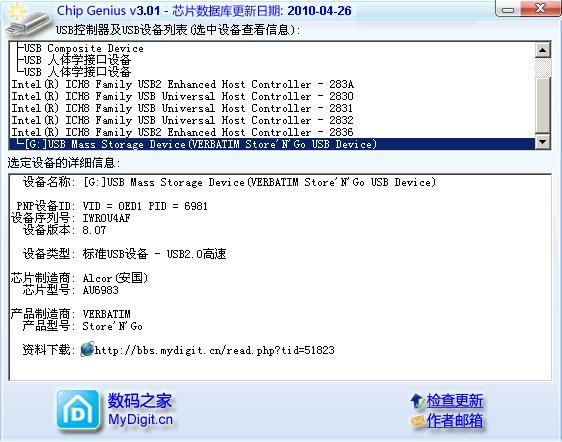 Chip Genius v3.01 - 芯片数据库更新日期: 2010-04-26
USB控制器及USB设备列表(选中设备查看信息):
USB Composite Device
USB 人体学接口设备
USB 人体学接口设备
Intel(R) ICH8 Family USB2 Enhanced Host Controller - 283A
Intel(R) ICH8 Family USB Universal Host Controller - 2830
Intel(R) ICH8 Family USB Universal Host Controller - 2831
Intel(R) ICH8 Family USB Universal Host Controller - 2832
Intel(R) ICH8 Family USB2 Enhanced Host Controller - 2836
[G:]USB Mass Storage Device(VERBATIM Store'N'Go USB Device)
选定设备的详细信息:
设备名称: [G:]USB Mass Storage Device(VERBATIM Store'N'Go USB Device)
PNP设备ID: VID = 0ED1 PID = 6981
设备序列号: IWROU4AF
设备版本: 8.07
设备类型: 标准USB设备 - USB2.0高速
芯片制造商: Alcor(安国)
芯片型号: AU6983
产品制造商: VERBATIM
产品型号: Store'N'Go
资料下载: http://bbs.mydigit.cn/read.php?tid=51823
数码之家
MyDigit.cn
检查更新
作者邮箱